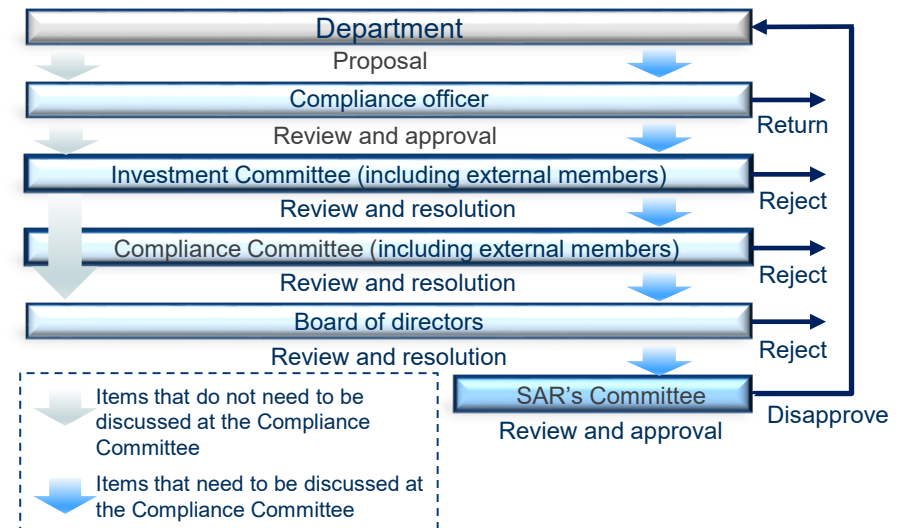 Department
Proposal
Compliance officer
Return
Review and approval
Investment Committee (including external members)
Reject
Review and resolution
Compliance Committee (including external members)
Reject
Review and resolution
Board of directors
Reject
Review and resolution
SAR's Committee
Disapprove
Review and approval
Items that do not need to be
discussed at the Compliance
Committee
Items that need to be discussed at
the Compliance Committee